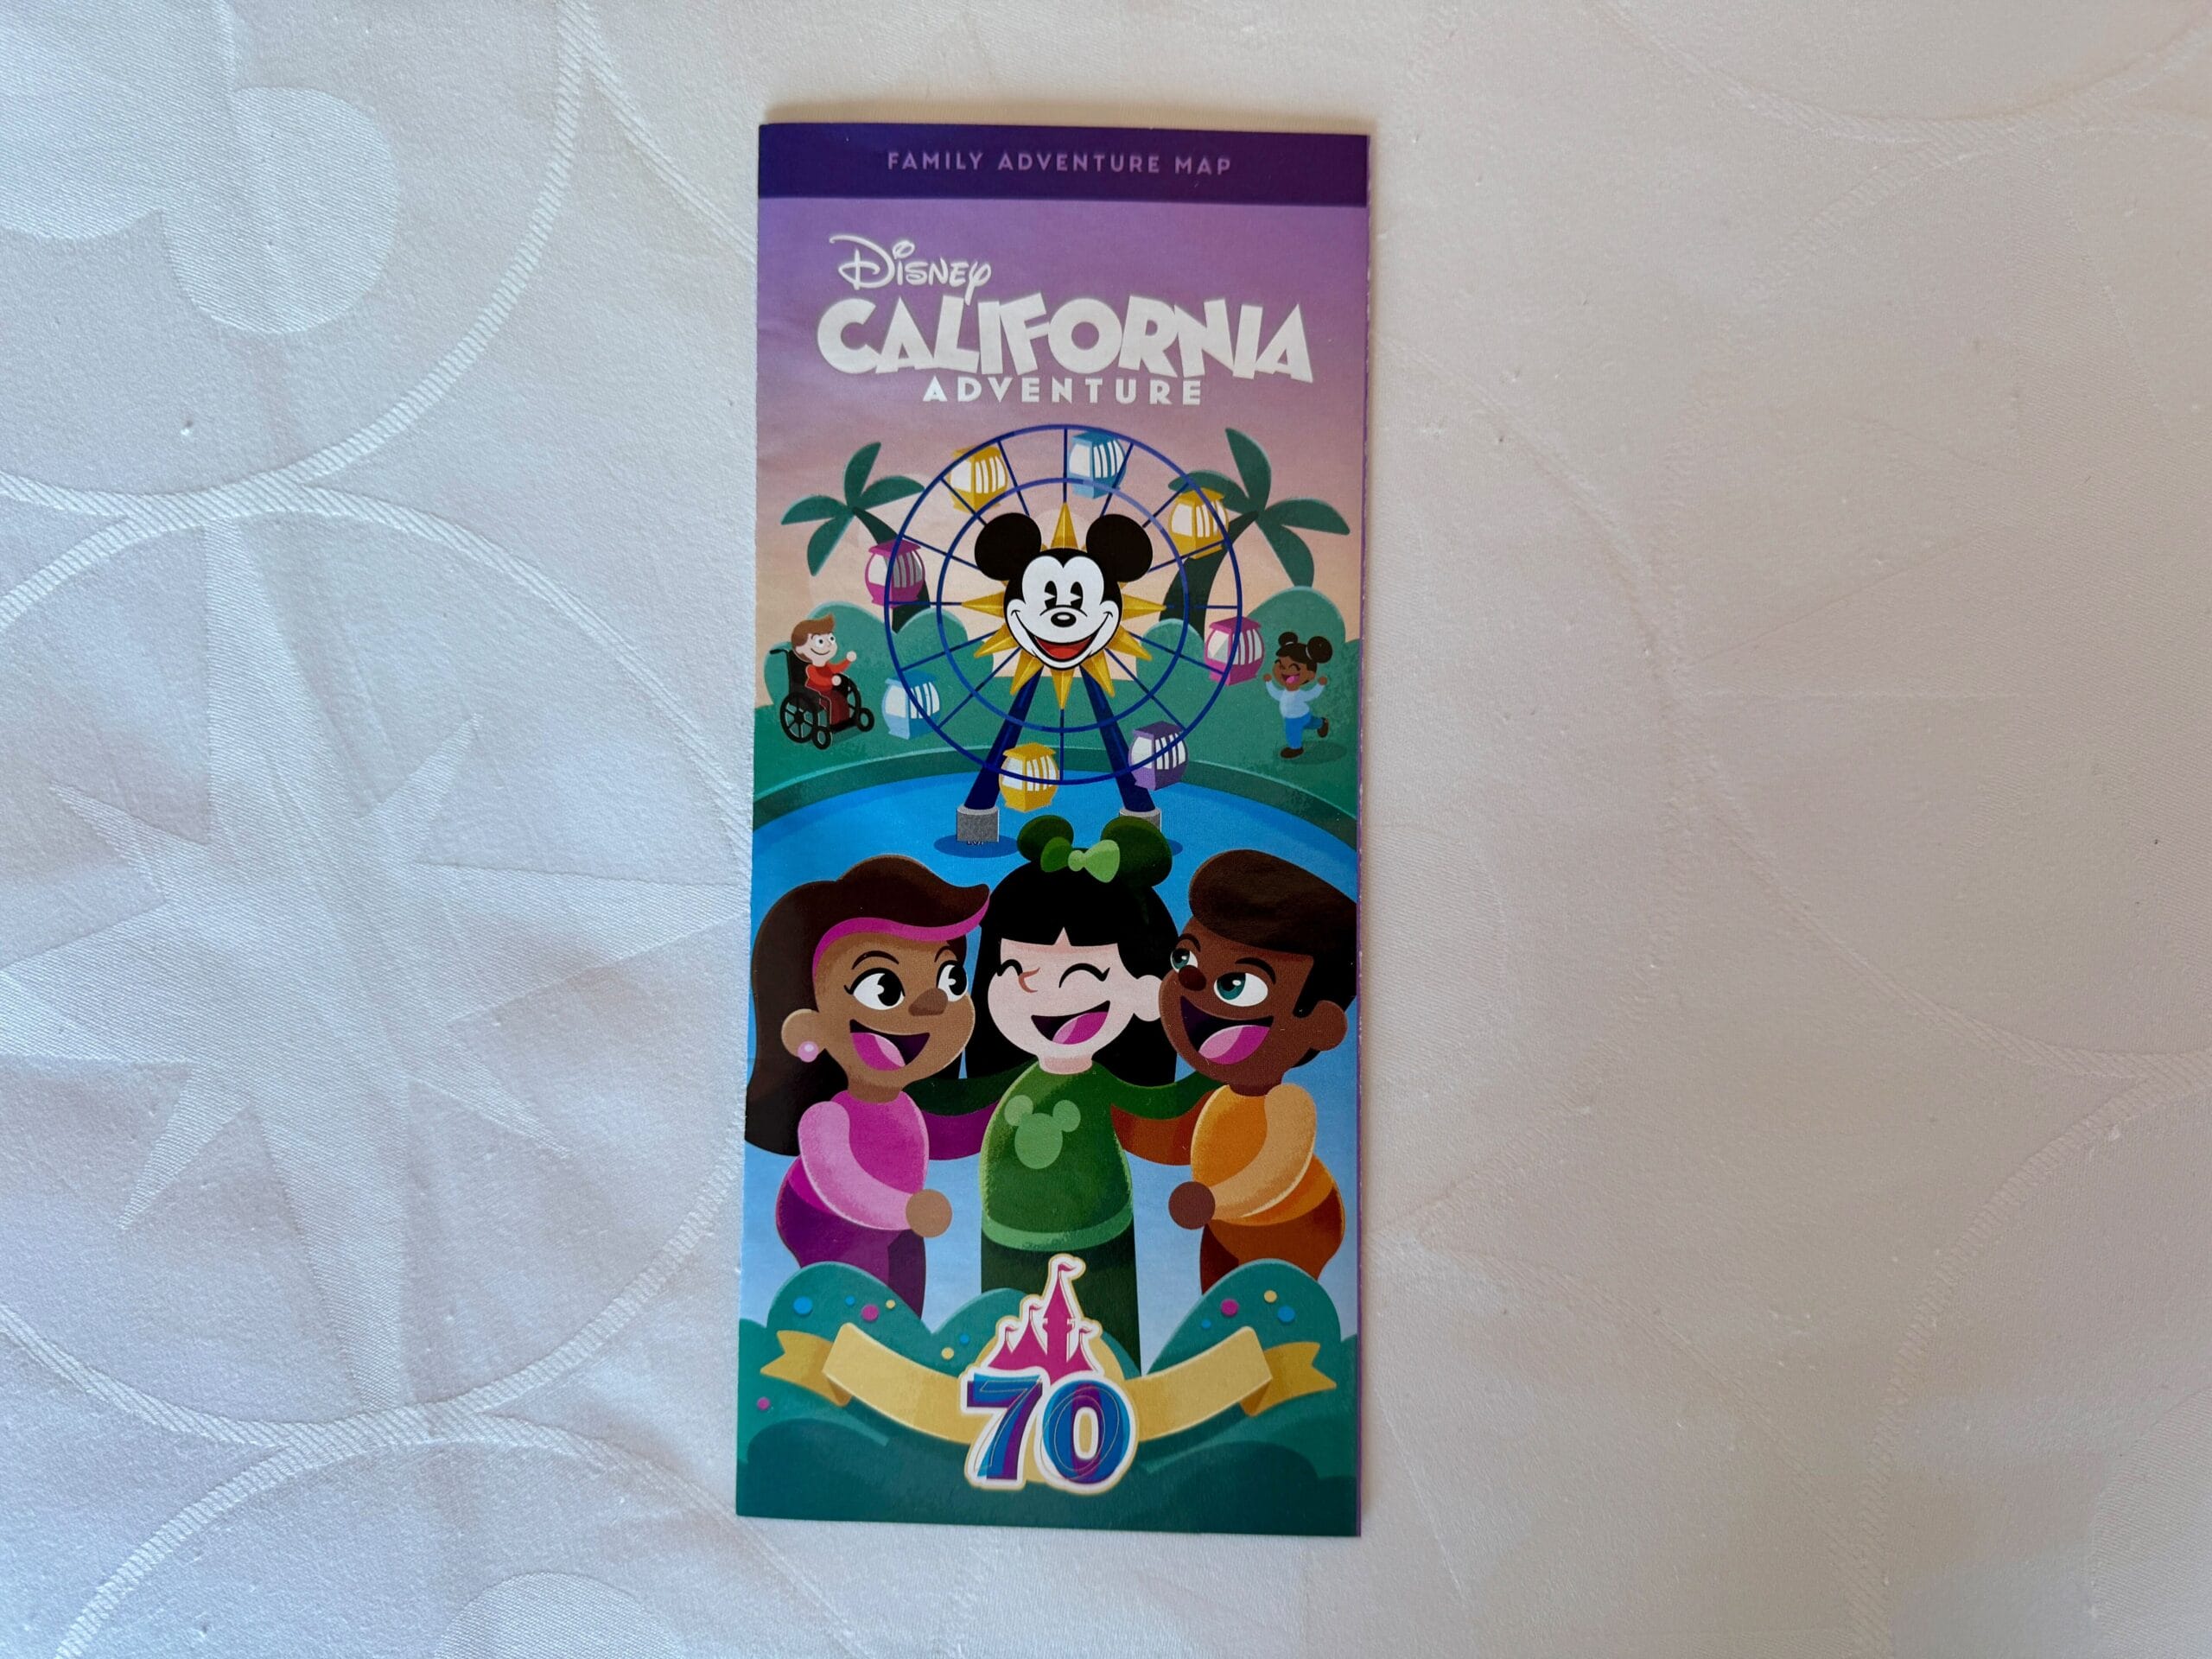 FAMILY ADVENTURE MAP
Disney
CALIFORNIA
ADVENTURE
70